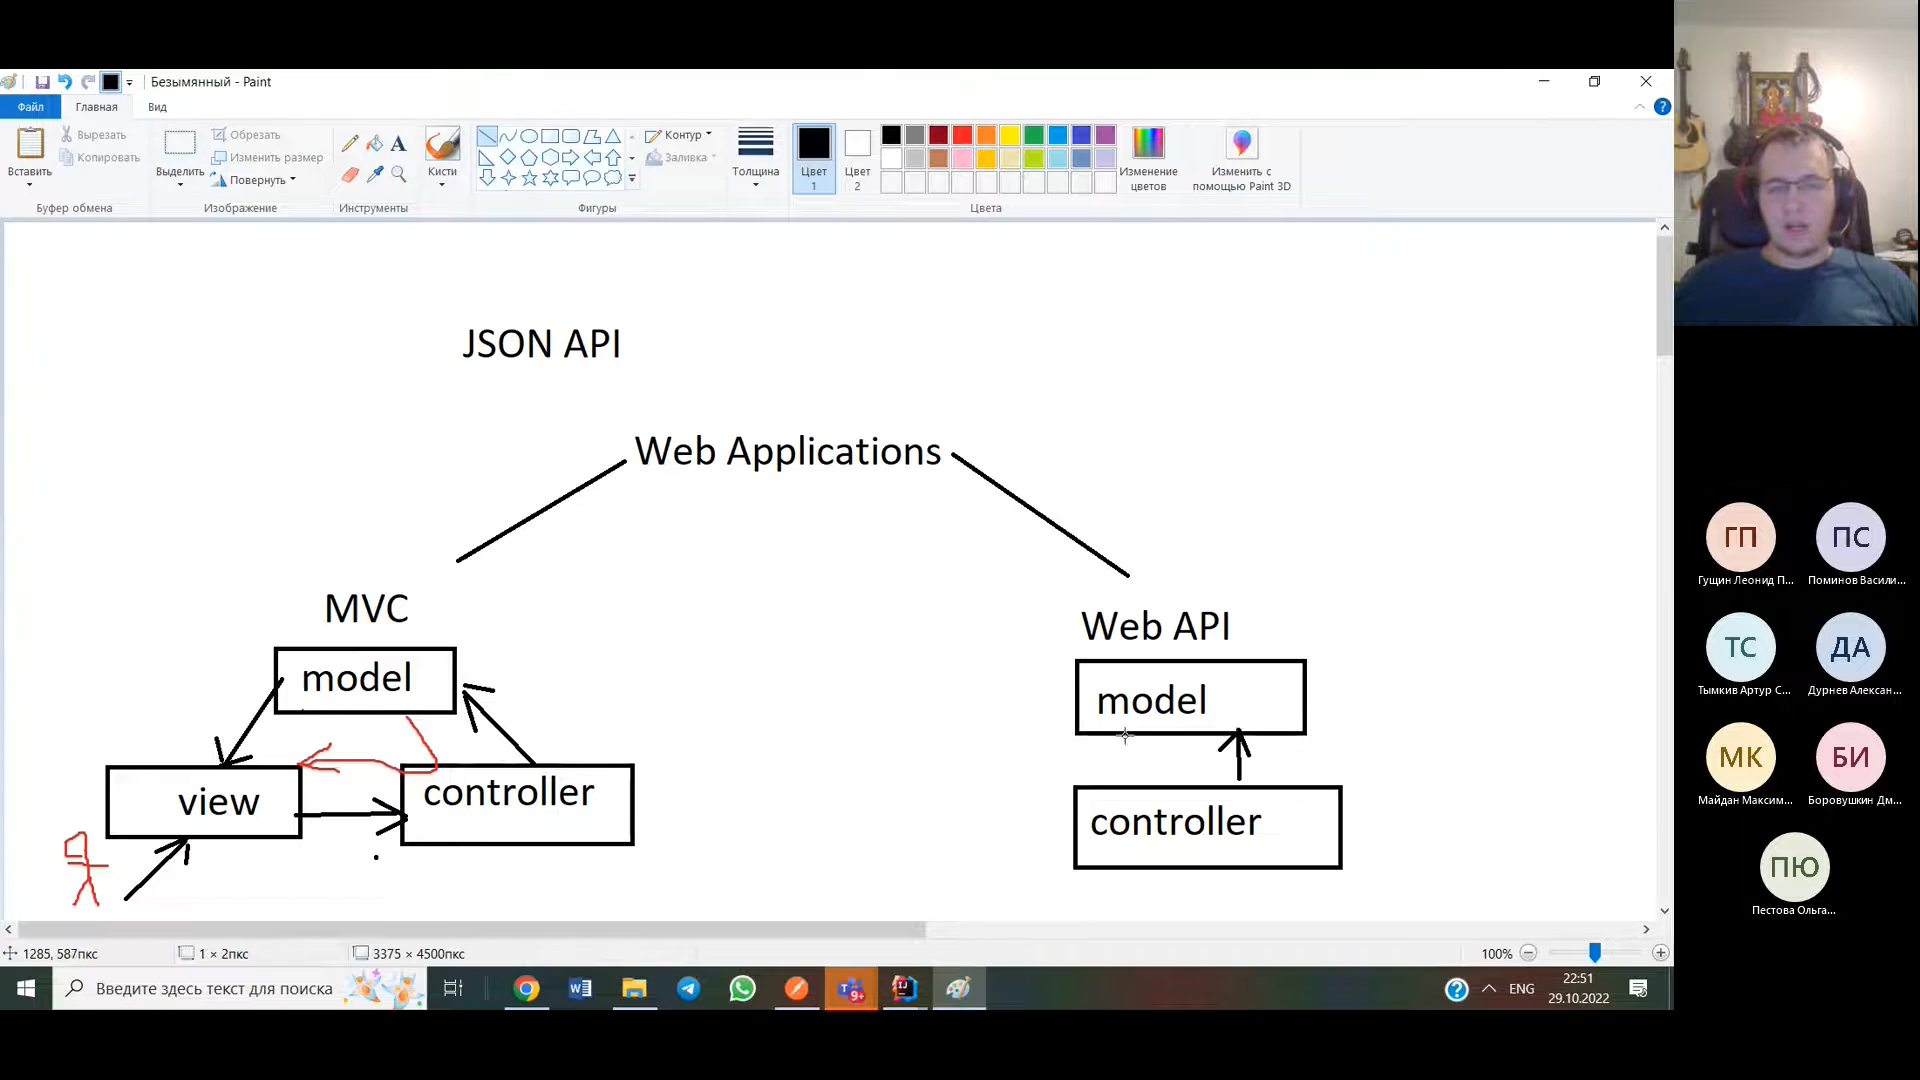 Безымянный - Paint
Файл
Главная
Вид
Вставить
Вырезать
Копировать
Буфер обмена
Выделить
Обрезать
Изменить размер
Повернуть
Изображение
A
Инструменты
Кисти
Контур
Заливка
Фигуры
Толщина
Цвет
1
Цвет
2
Изменение
цветов
Изменить с
помощью Paint 3D
Цвета
JSON API
Web Applications
MVC
model
view
controller
Web API
model
controller
1285, 587пкс
1 × 2пкс
3375 × 4500пкс
100%
Введите здесь текст для поиска
9+
ENG
22:51
29.10.2022
ГП
Гущин Леонид П...
ПС
Поминов Васили...
ТС
Тымкив Артур С...
ДА
Дурнев Алексан...
МК
Майдан Максим...
БИ
Боровушкин Дм...
ПЮ
Пестова Ольга...